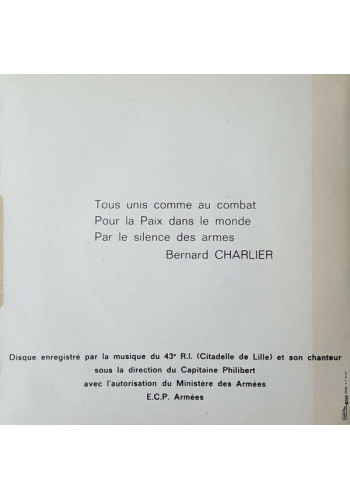 Tous unis comme au combat
Pour la Paix dans le monde
Par le silence des armes
Bernard CHARLIER
Disque enregistré par la musique du 43e R.I. (Citadelle de Lille) et son chanteur
sous la direction du Capitaine Philibert
avec l'autorisation du Ministère des Armées
E.C.P. Armées